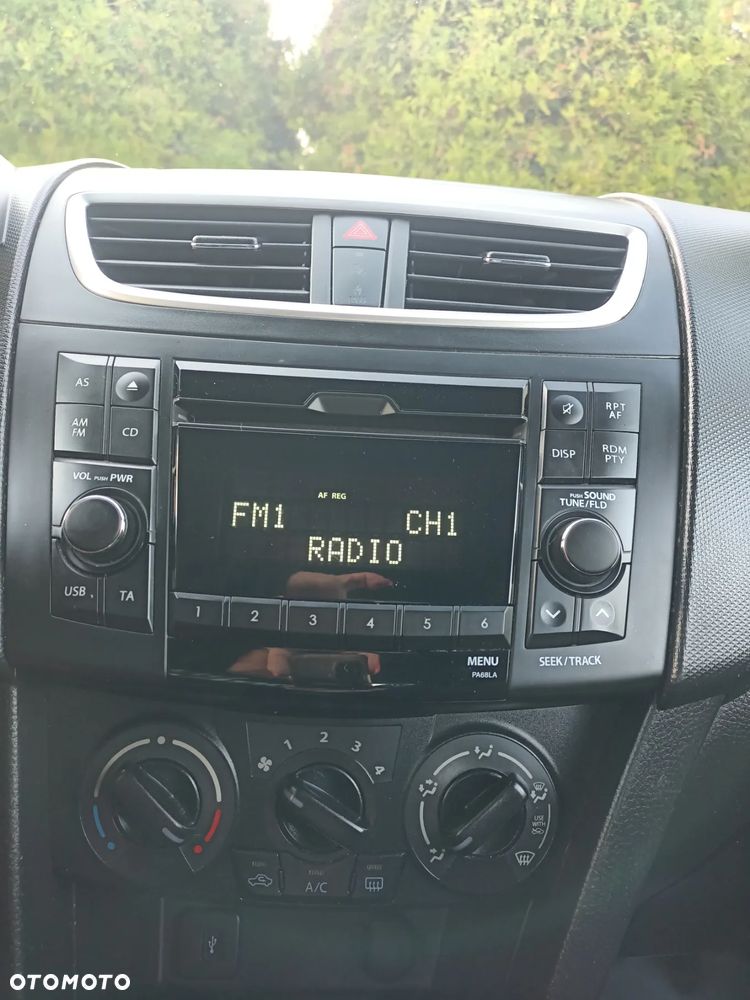 AS
AM
FM
CD
VOL PUSH PWR
USB
TA
AF REG
FM1
CH1
RADIO
1
2
3
4
5
6
MENU
PA68LA
RPT
AF
DISP
RDM
PTY
PUSH SOUND
TUNE/FLD
SEEK/TRACK
1
2
3
4
A/C
USE
WITH
OTOMOTO